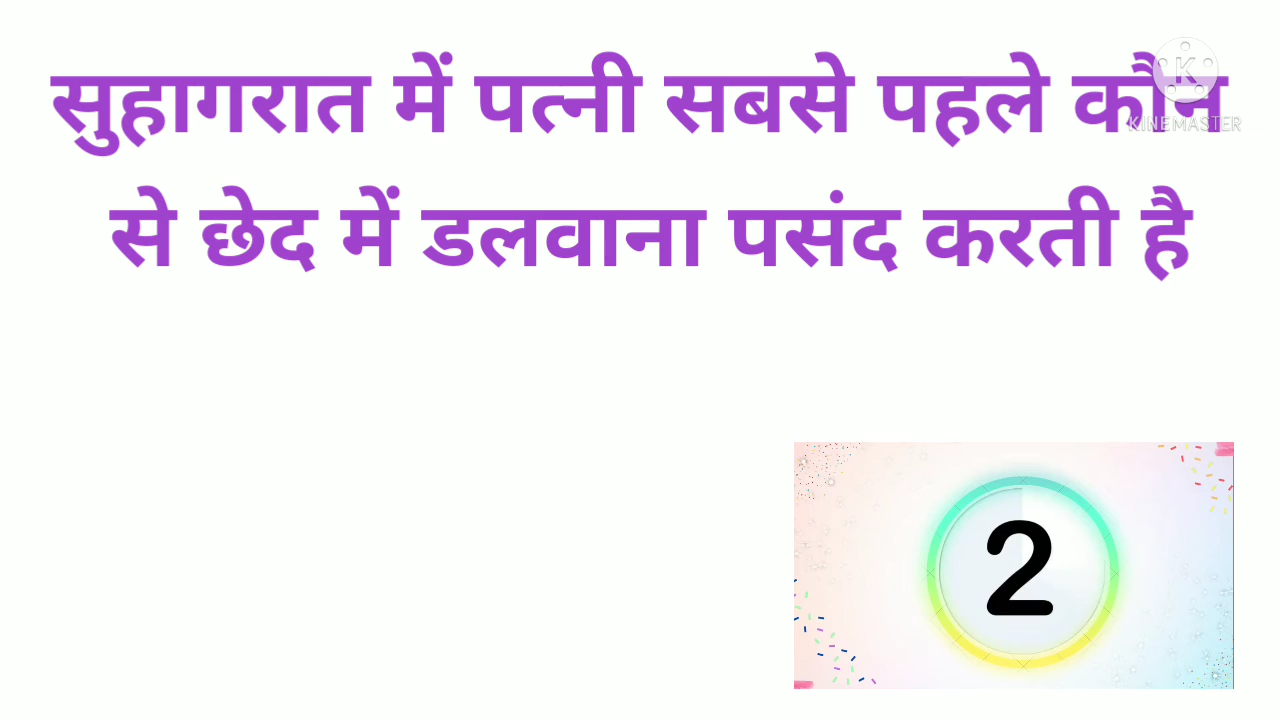 सुहागरात में पत्नी सबसे पहले कौन
से छेद में डलवाना पसंद करती है
K
KINEMASTER
2